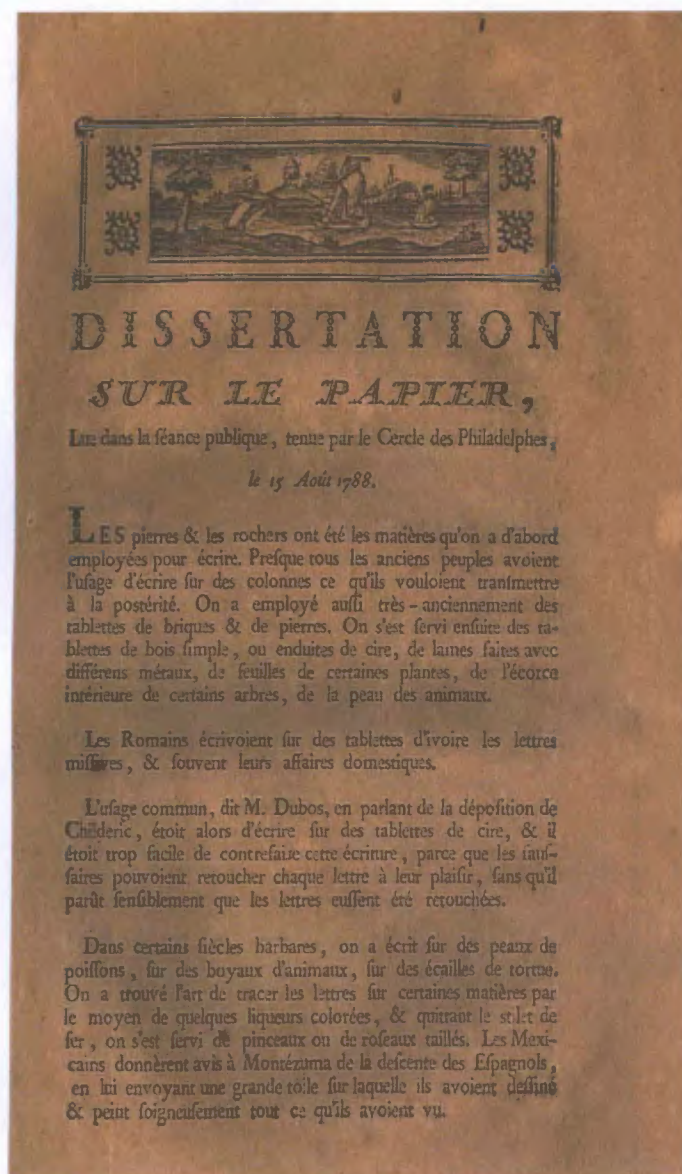 DISSERTATION
SUR LE PAPIER,
Lue dans la ſéance publique, tenue par le Cercle des Philadelphes,
le 15 Août 1788.
LES pierres & les rochers ont été les matières qu'on a d'abord
employées pour écrire. Preſque tous les anciens peuples avoient
l'uſage d'écrire ſur des colonnes ce qu'ils vouloient tranſmettre
à la poſtérité. On a employé auſſi très-anciennement des
tablettes de briques & de pierres. On s'eſt ſervi enſuite des ta-
blettes de bois ſimple, ou enduites de cire, de lames faites avec
différens métaux, de feuilles de certaines plantes, de l'écorce
intérieure de certains arbres, de la peau des animaux.
Les Romains écrivoient ſur des tablettes d'ivoire les lettres
miſſives, & ſouvent leurs affaires domeſtiques.
L'uſage commun, dit M. Dubos, en parlant de la dépoſition de
Childeric, étoit alors d'écrire ſur des tablettes de cire, & il
étoit trop facile de contrefaire cette écriture, parce que les fauſ-
ſaires pouvoient retoucher chaque lettre à leur plaiſir, ſans qu'il
parût ſenſiblement que les lettres euſſent été retouchées.
Dans certains ſiècles barbares, on a écrit ſur des peaux de
poiſſons, ſur des boyaux d'animaux, ſur des écailles de tortue.
On a trouvé l'art de tracer les lettres ſur certaines matières par
le moyen de quelques liqueurs colorées, & quittant le stilet de
fer, on s'eſt ſervi de pinceaux ou de roſeaux taillés. Les Mexi-
cains donnèrent avis à Montézuma de la deſcente des Eſpagnols,
en lui envoyant une grande toile ſur laquelle ils avoient deſſiné
& peint ſoigneuſement tout ce qu'ils avoient vu.